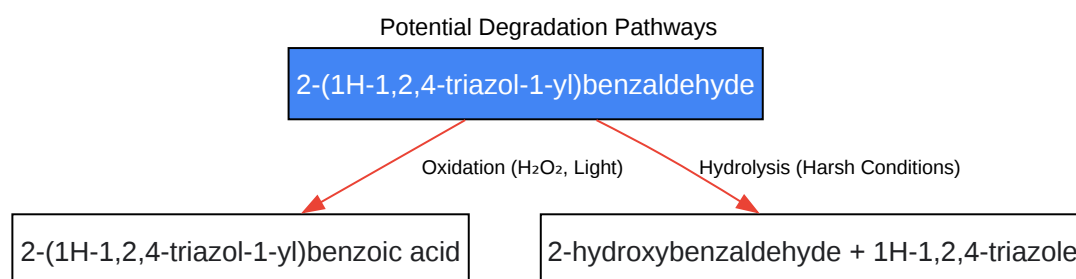 Potential Degradation Pathways
2-(1H-1,2,4-triazol-1-yl)benzaldehyde
Oxidation (H₂O₂, Light)
Hydrolysis (Harsh Conditions)
2-(1H-1,2,4-triazol-1-yl)benzoic acid
2-hydroxybenzaldehyde + 1H-1,2,4-triazole